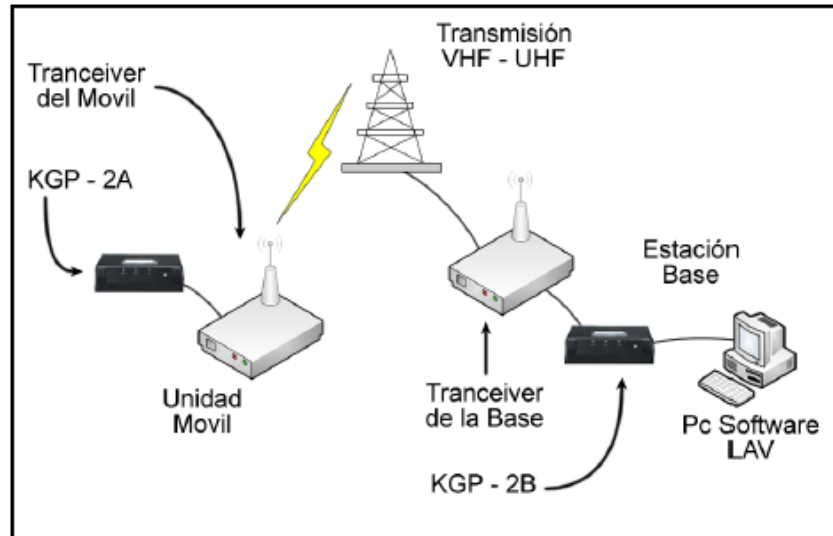 Transmisión
VHF - UHF
Tranceiver
del Movil
KGP - 2A
Estación
Base
Unidad
Movil
Tranceiver
de la Base
Pc Software
LAV
KGP - 2B